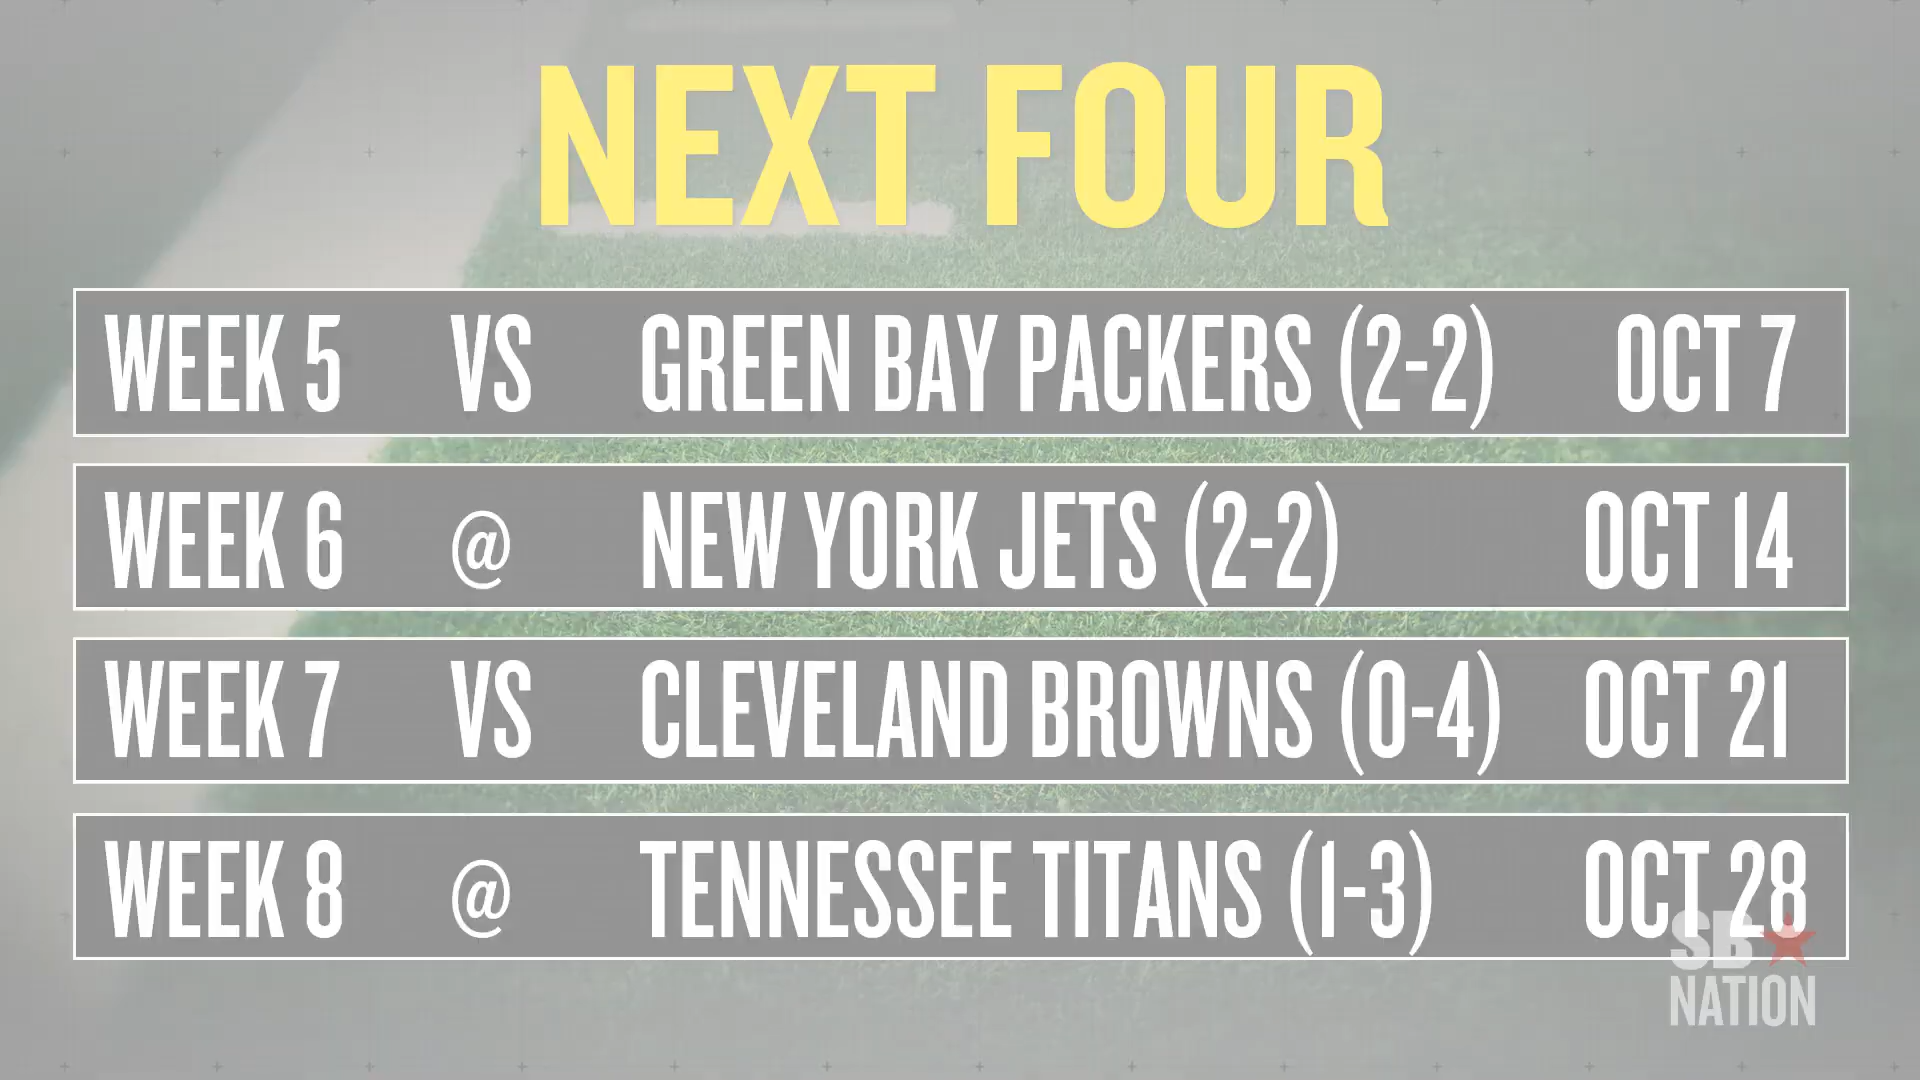 NEXT FOUR
WEEK 5 VS GREEN BAY PACKERS (2-2) OCT 7
WEEK 6 @ NEW YORK JETS (2-2) OCT 14
WEEK 7 VS CLEVELAND BROWNS (0-4) OCT 21
WEEK 8 @ TENNESSEE TITANS (1-3) OCT 28
SB
NATION